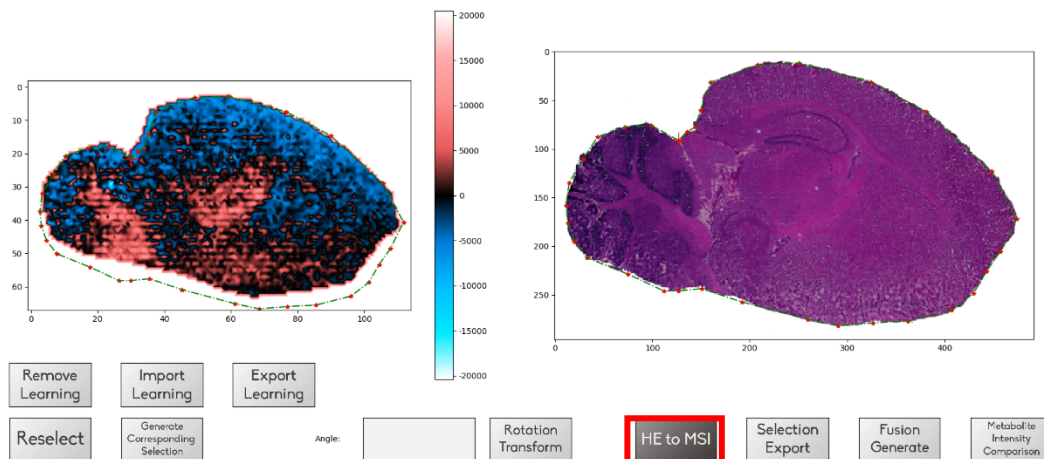 0
10
20
30
40
50
60
0
20
40
60
80
100
20000
15000
10000
5000
0
-5000
-10000
-15000
-20000
0
50
100
150
200
250
0
100
200
300
400
Remove
Learning
Import
Learning
Export
Learning
Reselect
Generate
Corresponding
Selection
Angle:
Rotation
Transform
HE to MSI
Selection
Export
Fusion
Generate
Metabolite
Intensity
Comparison